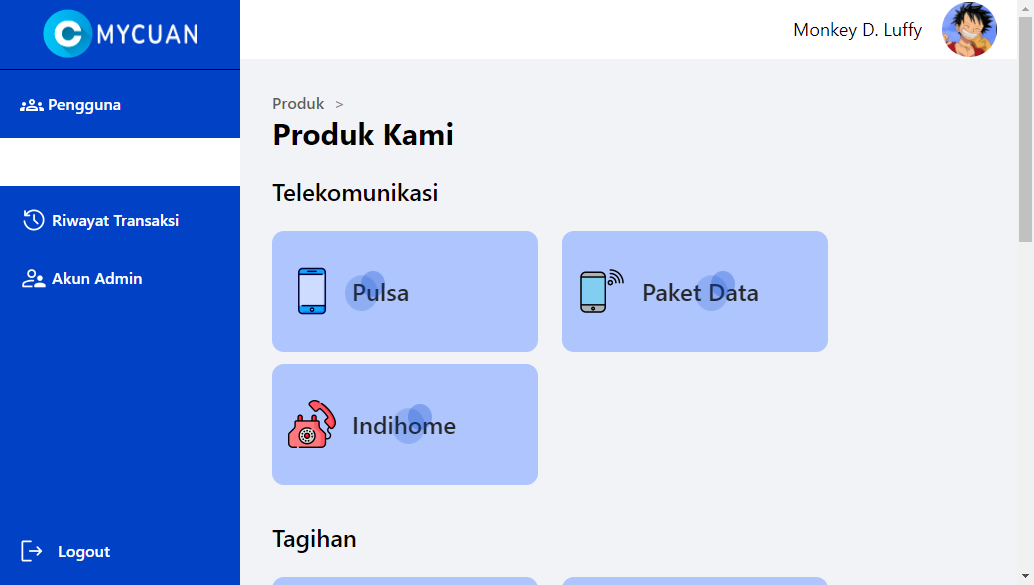 MYCUAN
Monkey D. Luffy
Pengguna
Riwayat Transaksi
Akun Admin
Logout
Produk >
Produk Kami
Telekomunikasi
Pulsa
Paket Data
Indihome
Tagihan